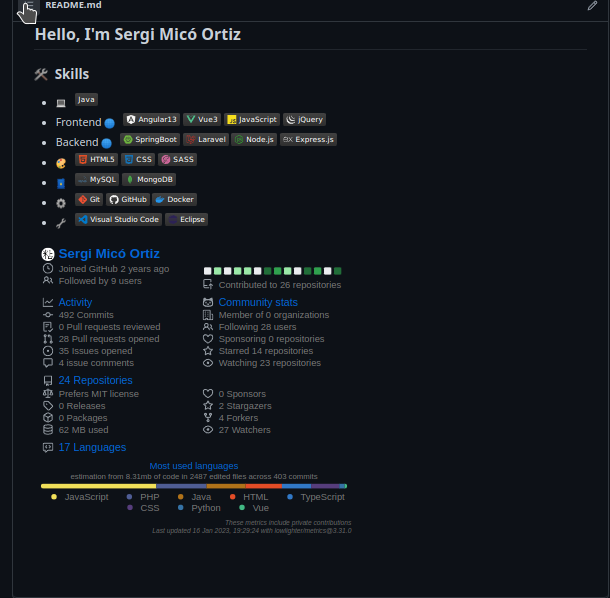 README.md
Hello, I'm Sergi Micó Ortiz
Skills
Java
Frontend Angular13 Vue3 JavaScript jQuery
Backend SpringBoot Laravel Node.js Express.js
HTML5 CSS SASS
MySQL MongoDB
Git GitHub Docker
Visual Studio Code Eclipse
Sergi Micó Ortiz
Joined GitHub 2 years ago
Followed by 9 users
Contributed to 26 repositories
Activity
492 Commits
0 Pull requests reviewed
28 Pull requests opened
35 Issues opened
4 issue comments
Community stats
Member of 0 organizations
Following 28 users
Sponsoring 0 repositories
Starred 14 repositories
Watching 23 repositories
24 Repositories
Prefers MIT license
0 Releases
0 Packages
62 MB used
0 Sponsors
2 Stargazers
4 Forkers
27 Watchers
17 Languages
Most used languages
estimation from 8.31mb of code in 2487 edited files across 403 commits
JavaScript PHP Java HTML TypeScript
CSS Python Vue
These metrics include private contributions
Last updated 16 Jan 2023, 19:29:24 with lowlighter/metrics@3.31.0